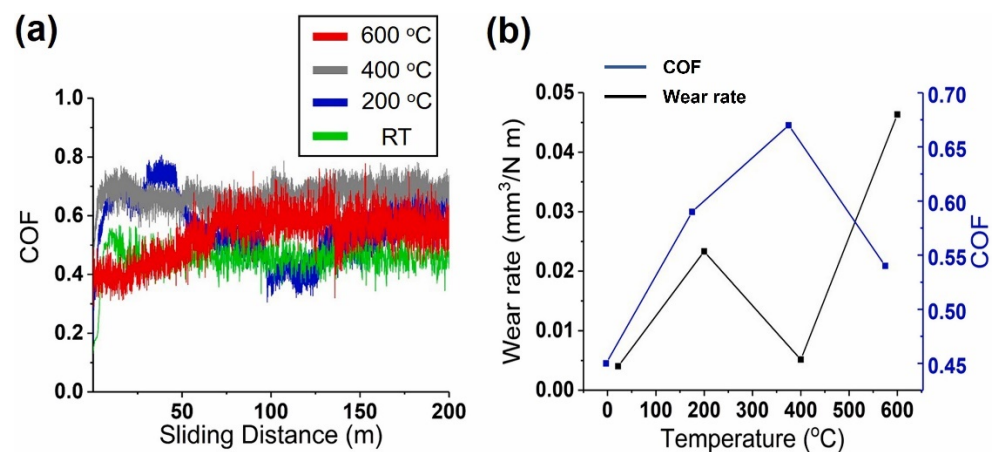 (a)
600 °C
400 °C
200 °C
RT
1.0
0.8
0.6
0.4
0.2
0.0
COF
50
100
150
200
Sliding Distance (m)
(b)
COF
Wear rate
0.05
0.04
0.03
0.02
0.01
0.00
Wear rate (mm³/N m)
0.70
0.65
0.60
0.55
0.50
0.45
COF
0
100
200
300
400
500
600
Temperature (°C)